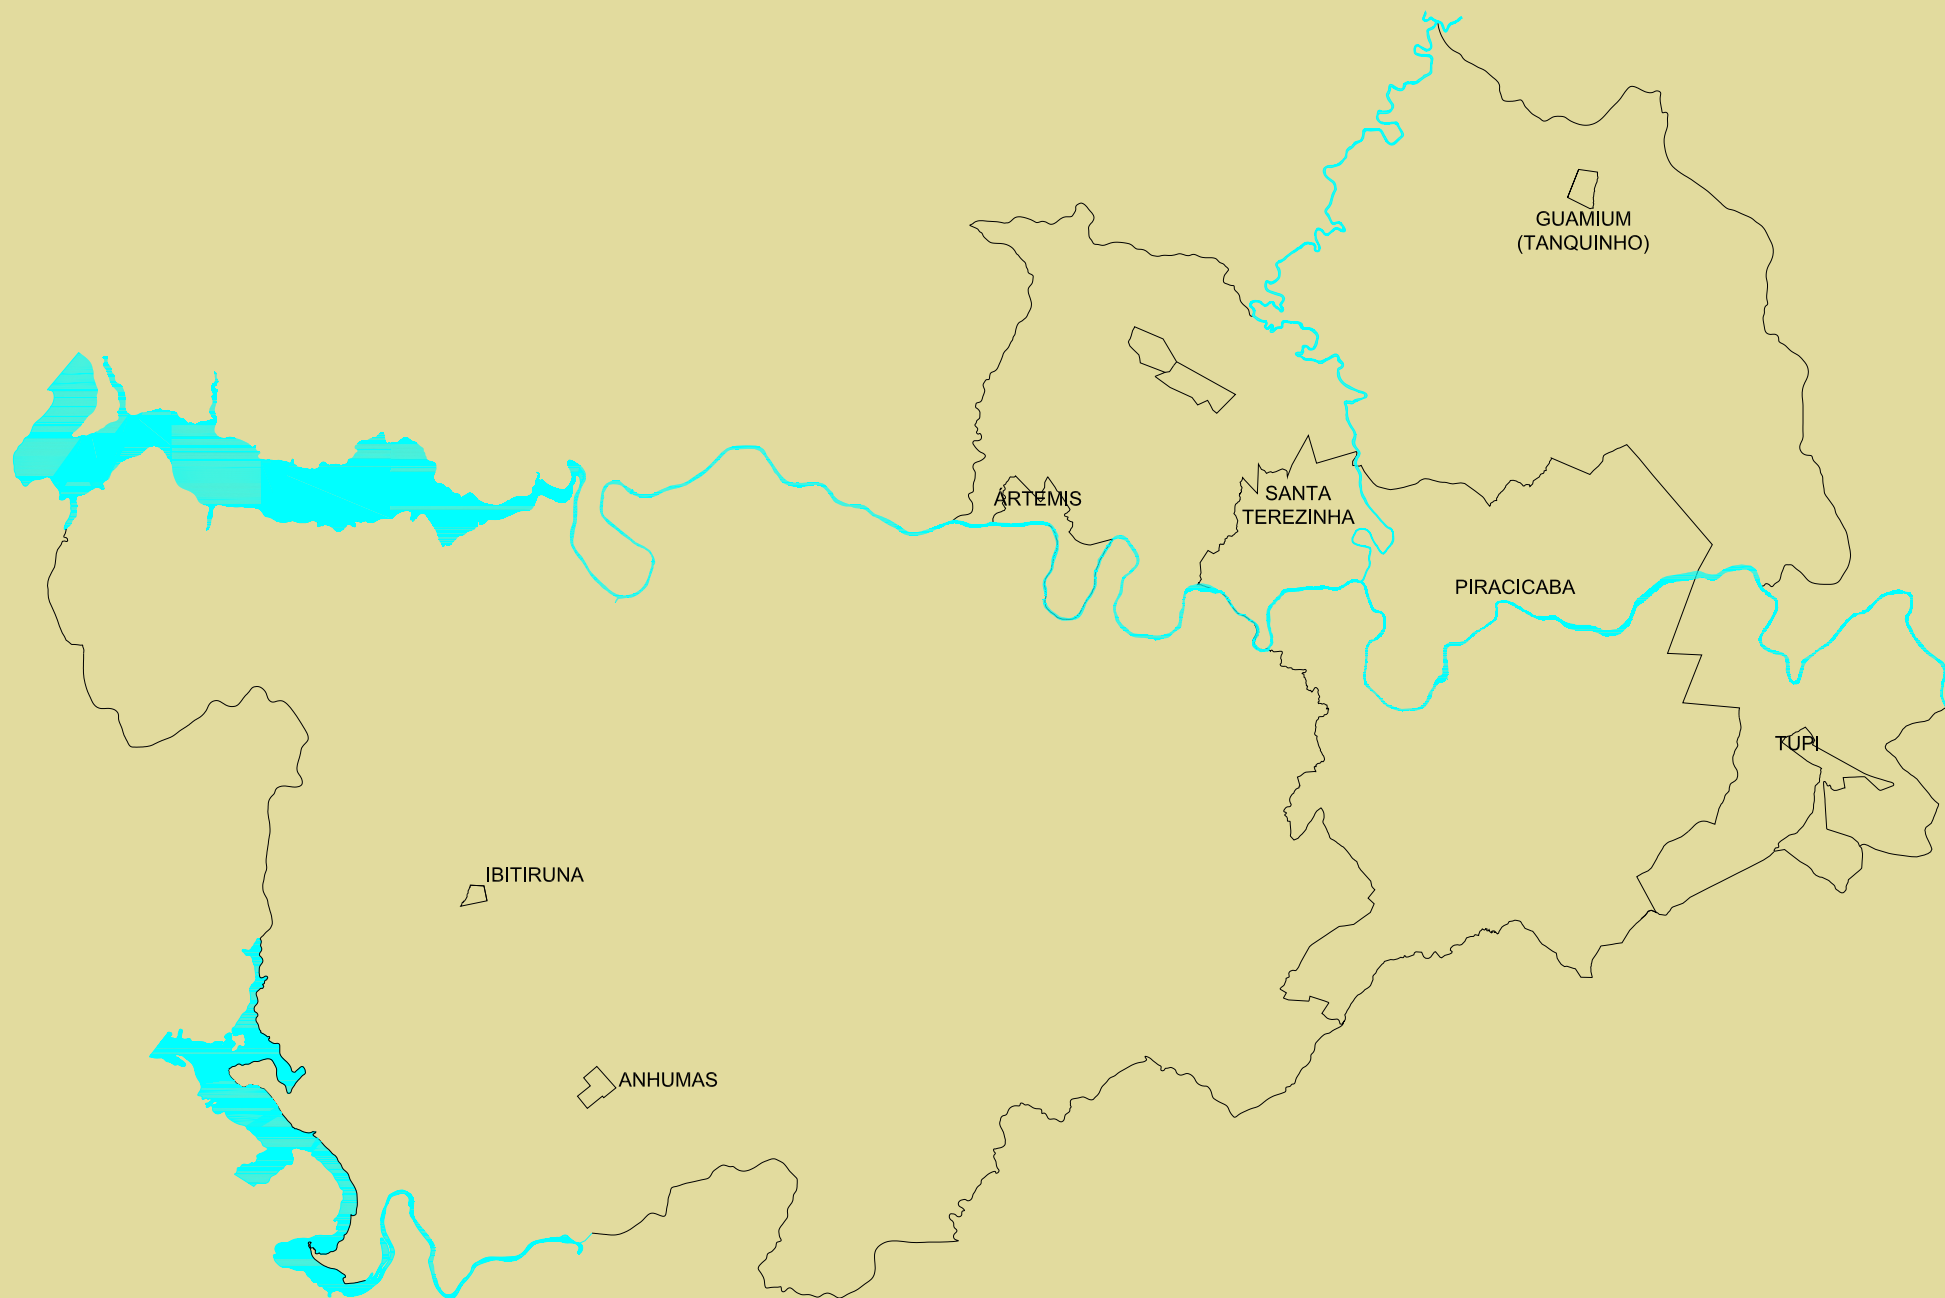 GUAMIUM
(TANQUINHO)
ARTEMIS
SANTA
TEREZINHA
PIRACICABA
TUPI
IBITIRUNA
ANHUMAS